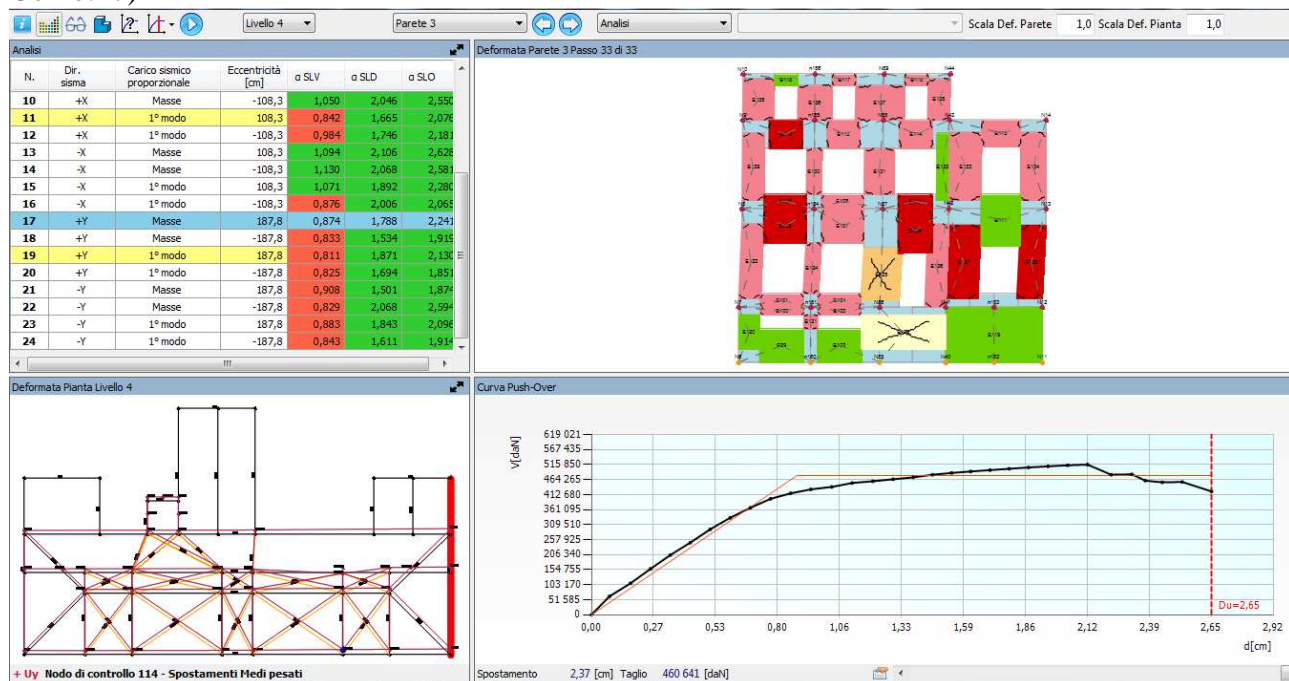 Livello 4 Parete 3 Analisi Scala Def. Parete 1,0 Scala Def. Pianta 1,0
Analisi
N. Dir. sisma Carico sismico proporzionale Eccentricità [cm] α SLV α SLD α SLO
10 +X Masse -108,3 1,050 2,046 2,550
11 +X 1° modo 108,3 0,842 1,665 2,076
12 +X 1° modo -108,3 0,984 1,746 2,181
13 -X Masse 108,3 1,094 2,106 2,628
14 -X Masse -108,3 1,130 2,068 2,581
15 -X 1° modo 108,3 1,071 1,892 2,280
16 -X 1° modo -108,3 0,876 2,006 2,065
17 +Y Masse 187,8 0,874 1,788 2,241
18 +Y Masse -187,8 0,833 1,534 1,919
19 +Y 1° modo 187,8 0,811 1,871 2,130
20 +Y 1° modo -187,8 0,825 1,694 1,851
21 -Y Masse 187,8 0,908 1,501 1,874
22 -Y Masse -187,8 0,829 2,068 2,594
23 -Y 1° modo 187,8 0,883 1,843 2,096
24 -Y 1° modo -187,8 0,843 1,611 1,914
Deformata Parete 3 Passo 33 di 33
Deformata Pianta Livello 4
+ Uy Nodo di controllo 114 - Spostamenti Medi pesati
Curva Push-Over
V[daN]
619 021
567 435
515 850
464 265
412 680
361 095
309 510
257 925
206 340
154 755
103 170
51 585
0
0,00 0,27 0,53 0,80 1,06 1,33 1,59 1,86 2,12 2,39 2,65 2,92
Du=2,65
d[cm]
Spostamento 2,37 [cm] Taglio 460 641 [daN]